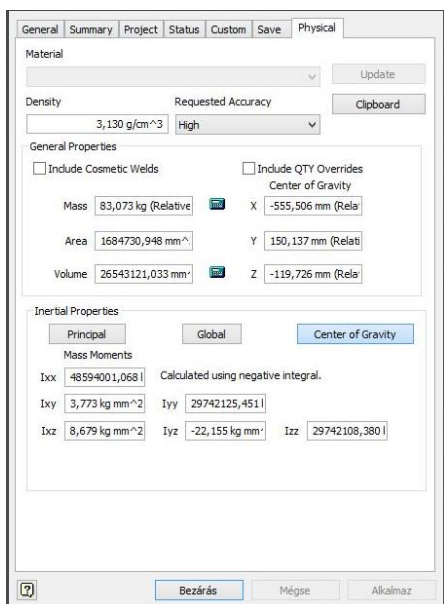 General Summary Project Status Custom Save Physical
Material
Update
Density Requested Accuracy Clipboard
3,130 g/cm^3 High
General Properties
Include Cosmetic Welds Include QTY Overrides
Center of Gravity
Mass 83,073 kg (Relative X -555,506 mm (Rela
Area 1684730,948 mm^ Y 150,137 mm (Relati
Volume 26543121,033 mm^ Z -119,726 mm (Rela
Inertial Properties
Principal Global Center of Gravity
Mass Moments
Ixx 48594001,068 Calculated using negative integral.
Ixy 3,773 kg mm^2 Iyy 29742125,451
Ixz 8,679 kg mm^2 Iyz -22,155 kg mm^ Izz 29742108,380
Bezárás Mégse Alkalmaz